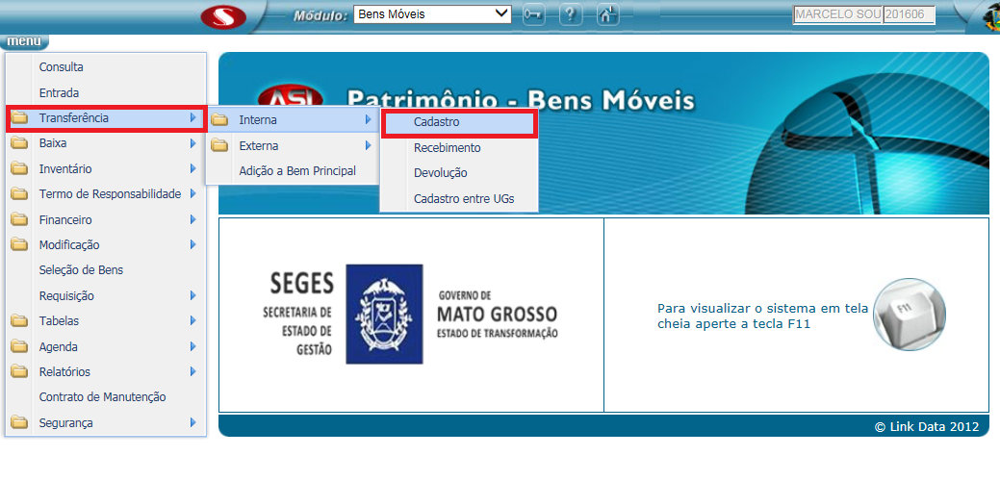 S
Módulo:
Bens Móveis
?
MARCELO SOU
201606
menu
Consulta
Entrada
Transferência
Baixa
Inventário
Termo de Responsabilidade
Financeiro
Modificação
Seleção de Bens
Requisição
Tabelas
Agenda
Relatórios
Contrato de Manutenção
Segurança
Interna
Externa
Adição a Bem Principal
Cadastro
Recebimento
Devolução
Cadastro entre UGs
ASI
Patrimônio - Bens Móveis
SEGES
SECRETARIA DE
ESTADO DE
GESTÃO
GOVERNO DE
MATO GROSSO
ESTADO DE TRANSFORMAÇÃO
Para visualizar o sistema em tela
cheia aperte a tecla F11
F11
© Link Data 2012